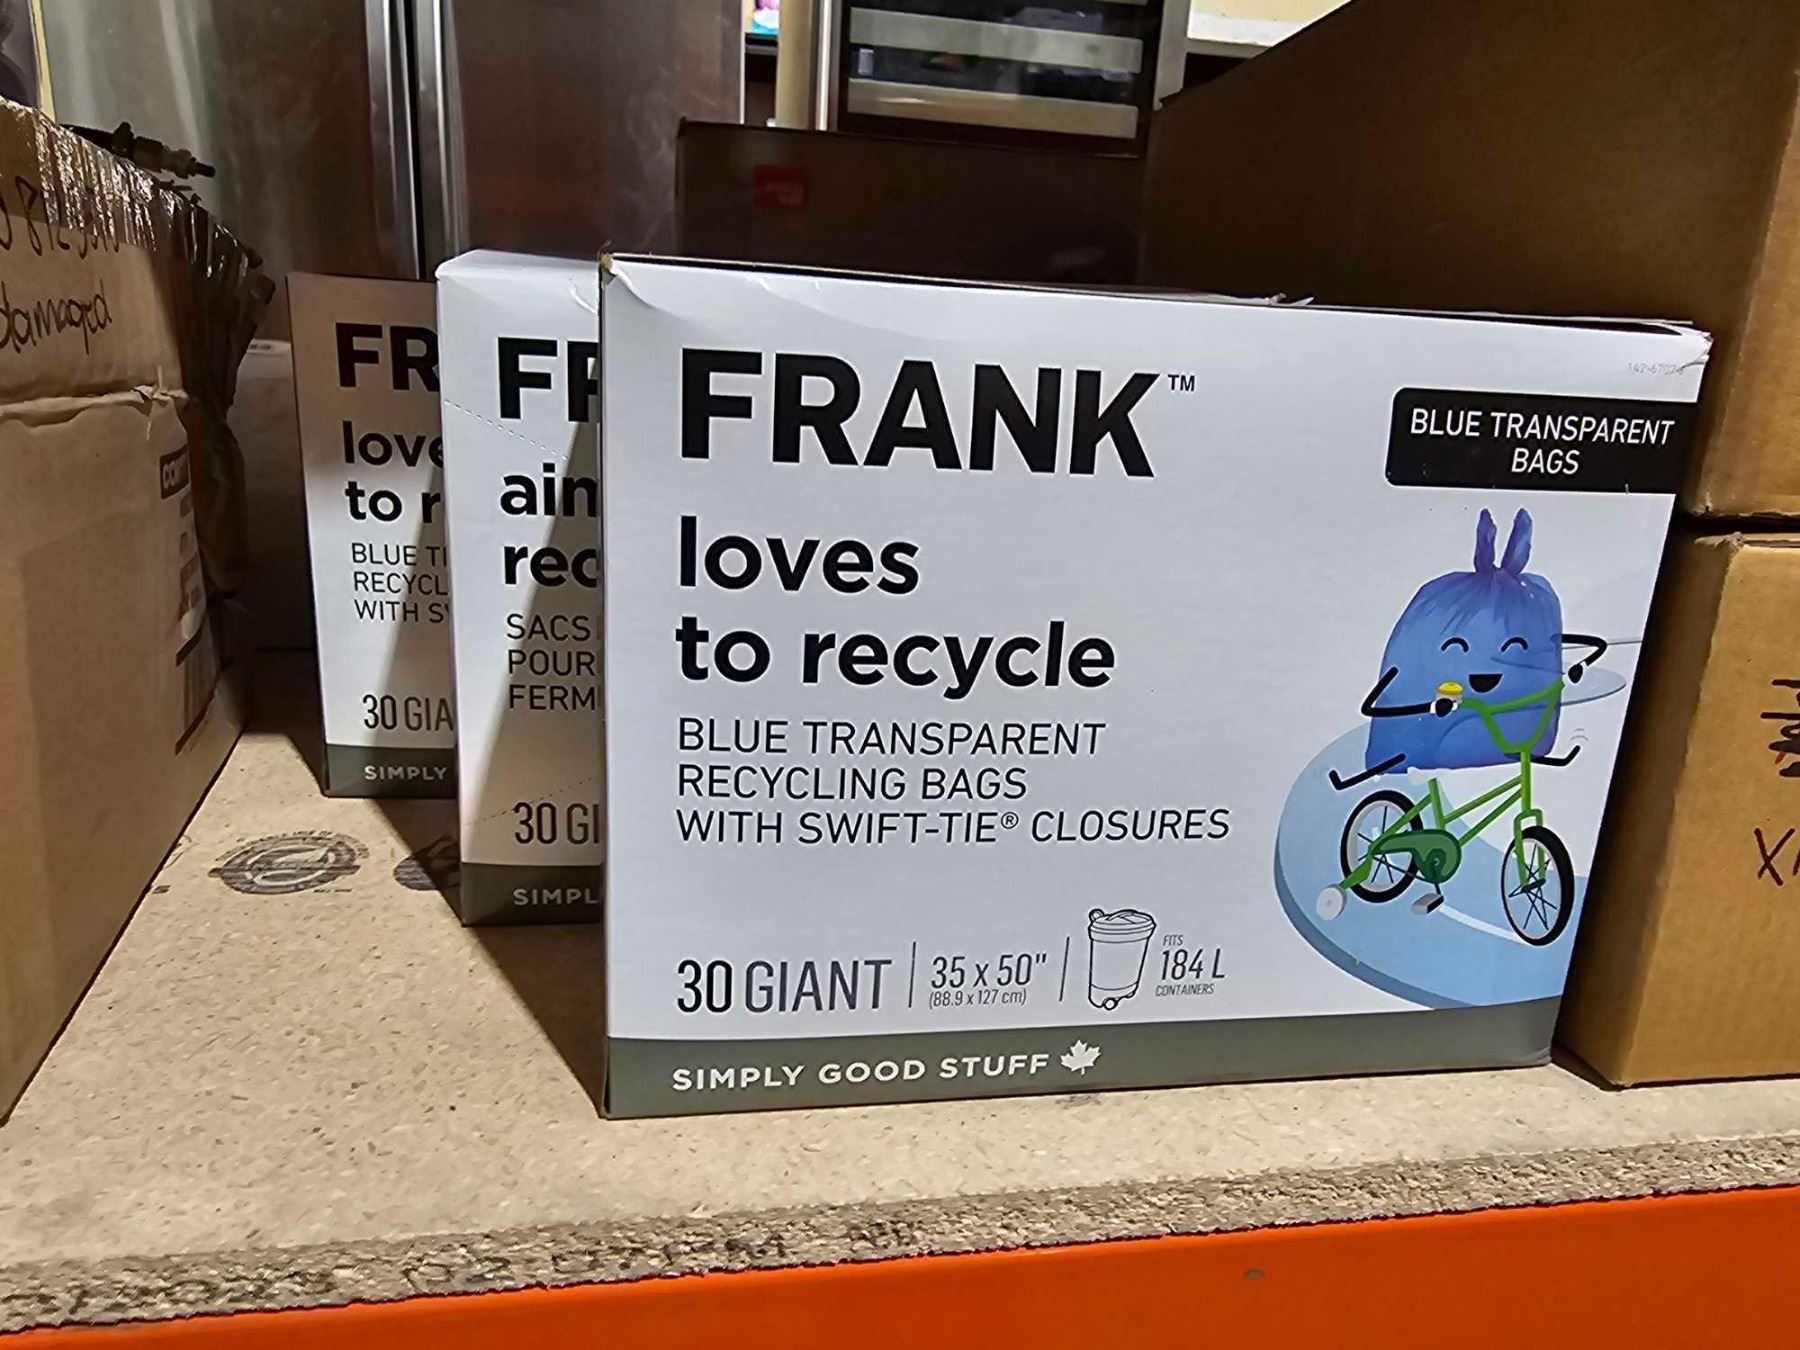 damaged
FR
love
to r
BLUE T
RECYCL
WITH S
30 GIA
SIMPLY
FR
ain
rec
SACS
POUR
FERM
30 GI
SIMPL
FRANK™
loves
to recycle
BLUE TRANSPARENT
RECYCLING BAGS
WITH SWIFT-TIE® CLOSURES
30 GIANT
35 x 50"
(88.9 x 127 cm)
FITS
184 L
CONTAINERS
SIMPLY GOOD STUFF
BLUE TRANSPARENT
BAGS